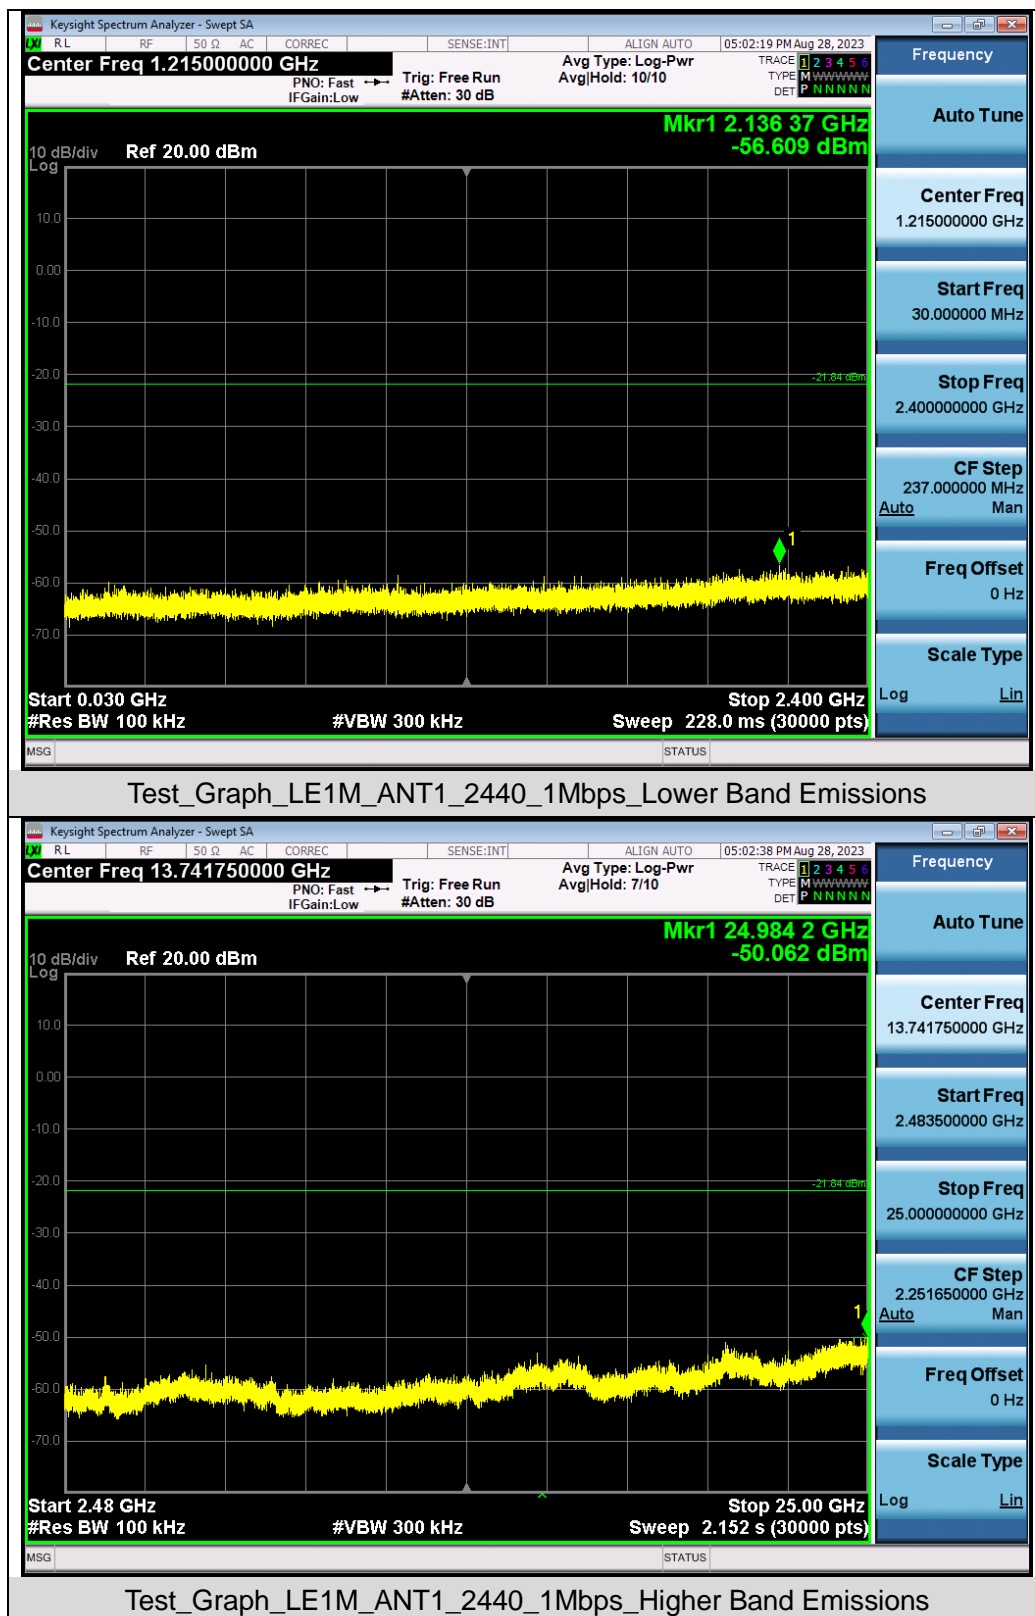 Keysight Spectrum Analyzer - Swept SA
LXI RL RF 50 Ω AC CORREC SENSE:INT ALIGN AUTO 05:02:19 PM Aug 28, 2023
Center Freq 1.215000000 GHz
PNO: Fast
IFGain:Low
Trig: Free Run
#Atten: 30 dB
Avg Type: Log-Pwr
Avg|Hold: 10/10
TRACE 1 2 3 4 5 6
TYPE M WWWWW
DET P N N N N N
Mkr1 2.136 37 GHz
-56.609 dBm
10 dB/div Ref 20.00 dBm
Log
10.0
0.00
-10.0
-20.0
-21.84 dBm
-30.0
-40.0
-50.0
1
-60.0
-70.0
Start 0.030 GHz Stop 2.400 GHz
#Res BW 100 kHz #VBW 300 kHz Sweep 228.0 ms (30000 pts)
MSG STATUS
Frequency
Auto Tune
Center Freq
1.215000000 GHz
Start Freq
30.000000 MHz
Stop Freq
2.400000000 GHz
CF Step
237.000000 MHz
Auto Man
Freq Offset
0 Hz
Scale Type
Log Lin
Test_Graph_LE1M_ANT1_2440_1Mbps_Lower Band Emissions
Keysight Spectrum Analyzer - Swept SA
LXI RL RF 50 Ω AC CORREC SENSE:INT ALIGN AUTO 05:02:38 PM Aug 28, 2023
Center Freq 13.741750000 GHz
PNO: Fast
IFGain:Low
Trig: Free Run
#Atten: 30 dB
Avg Type: Log-Pwr
Avg|Hold: 7/10
TRACE 1 2 3 4 5 6
TYPE M WWWWW
DET P N N N N N
Mkr1 24.984 2 GHz
-50.062 dBm
10 dB/div Ref 20.00 dBm
Log
10.0
0.00
-10.0
-20.0
-21.84 dBm
-30.0
-40.0
1
-50.0
-60.0
-70.0
Start 2.48 GHz Stop 25.00 GHz
#Res BW 100 kHz #VBW 300 kHz Sweep 2.152 s (30000 pts)
MSG STATUS
Frequency
Auto Tune
Center Freq
13.741750000 GHz
Start Freq
2.483500000 GHz
Stop Freq
25.000000000 GHz
CF Step
2.251650000 GHz
Auto Man
Freq Offset
0 Hz
Scale Type
Log Lin
Test_Graph_LE1M_ANT1_2440_1Mbps_Higher Band Emissions